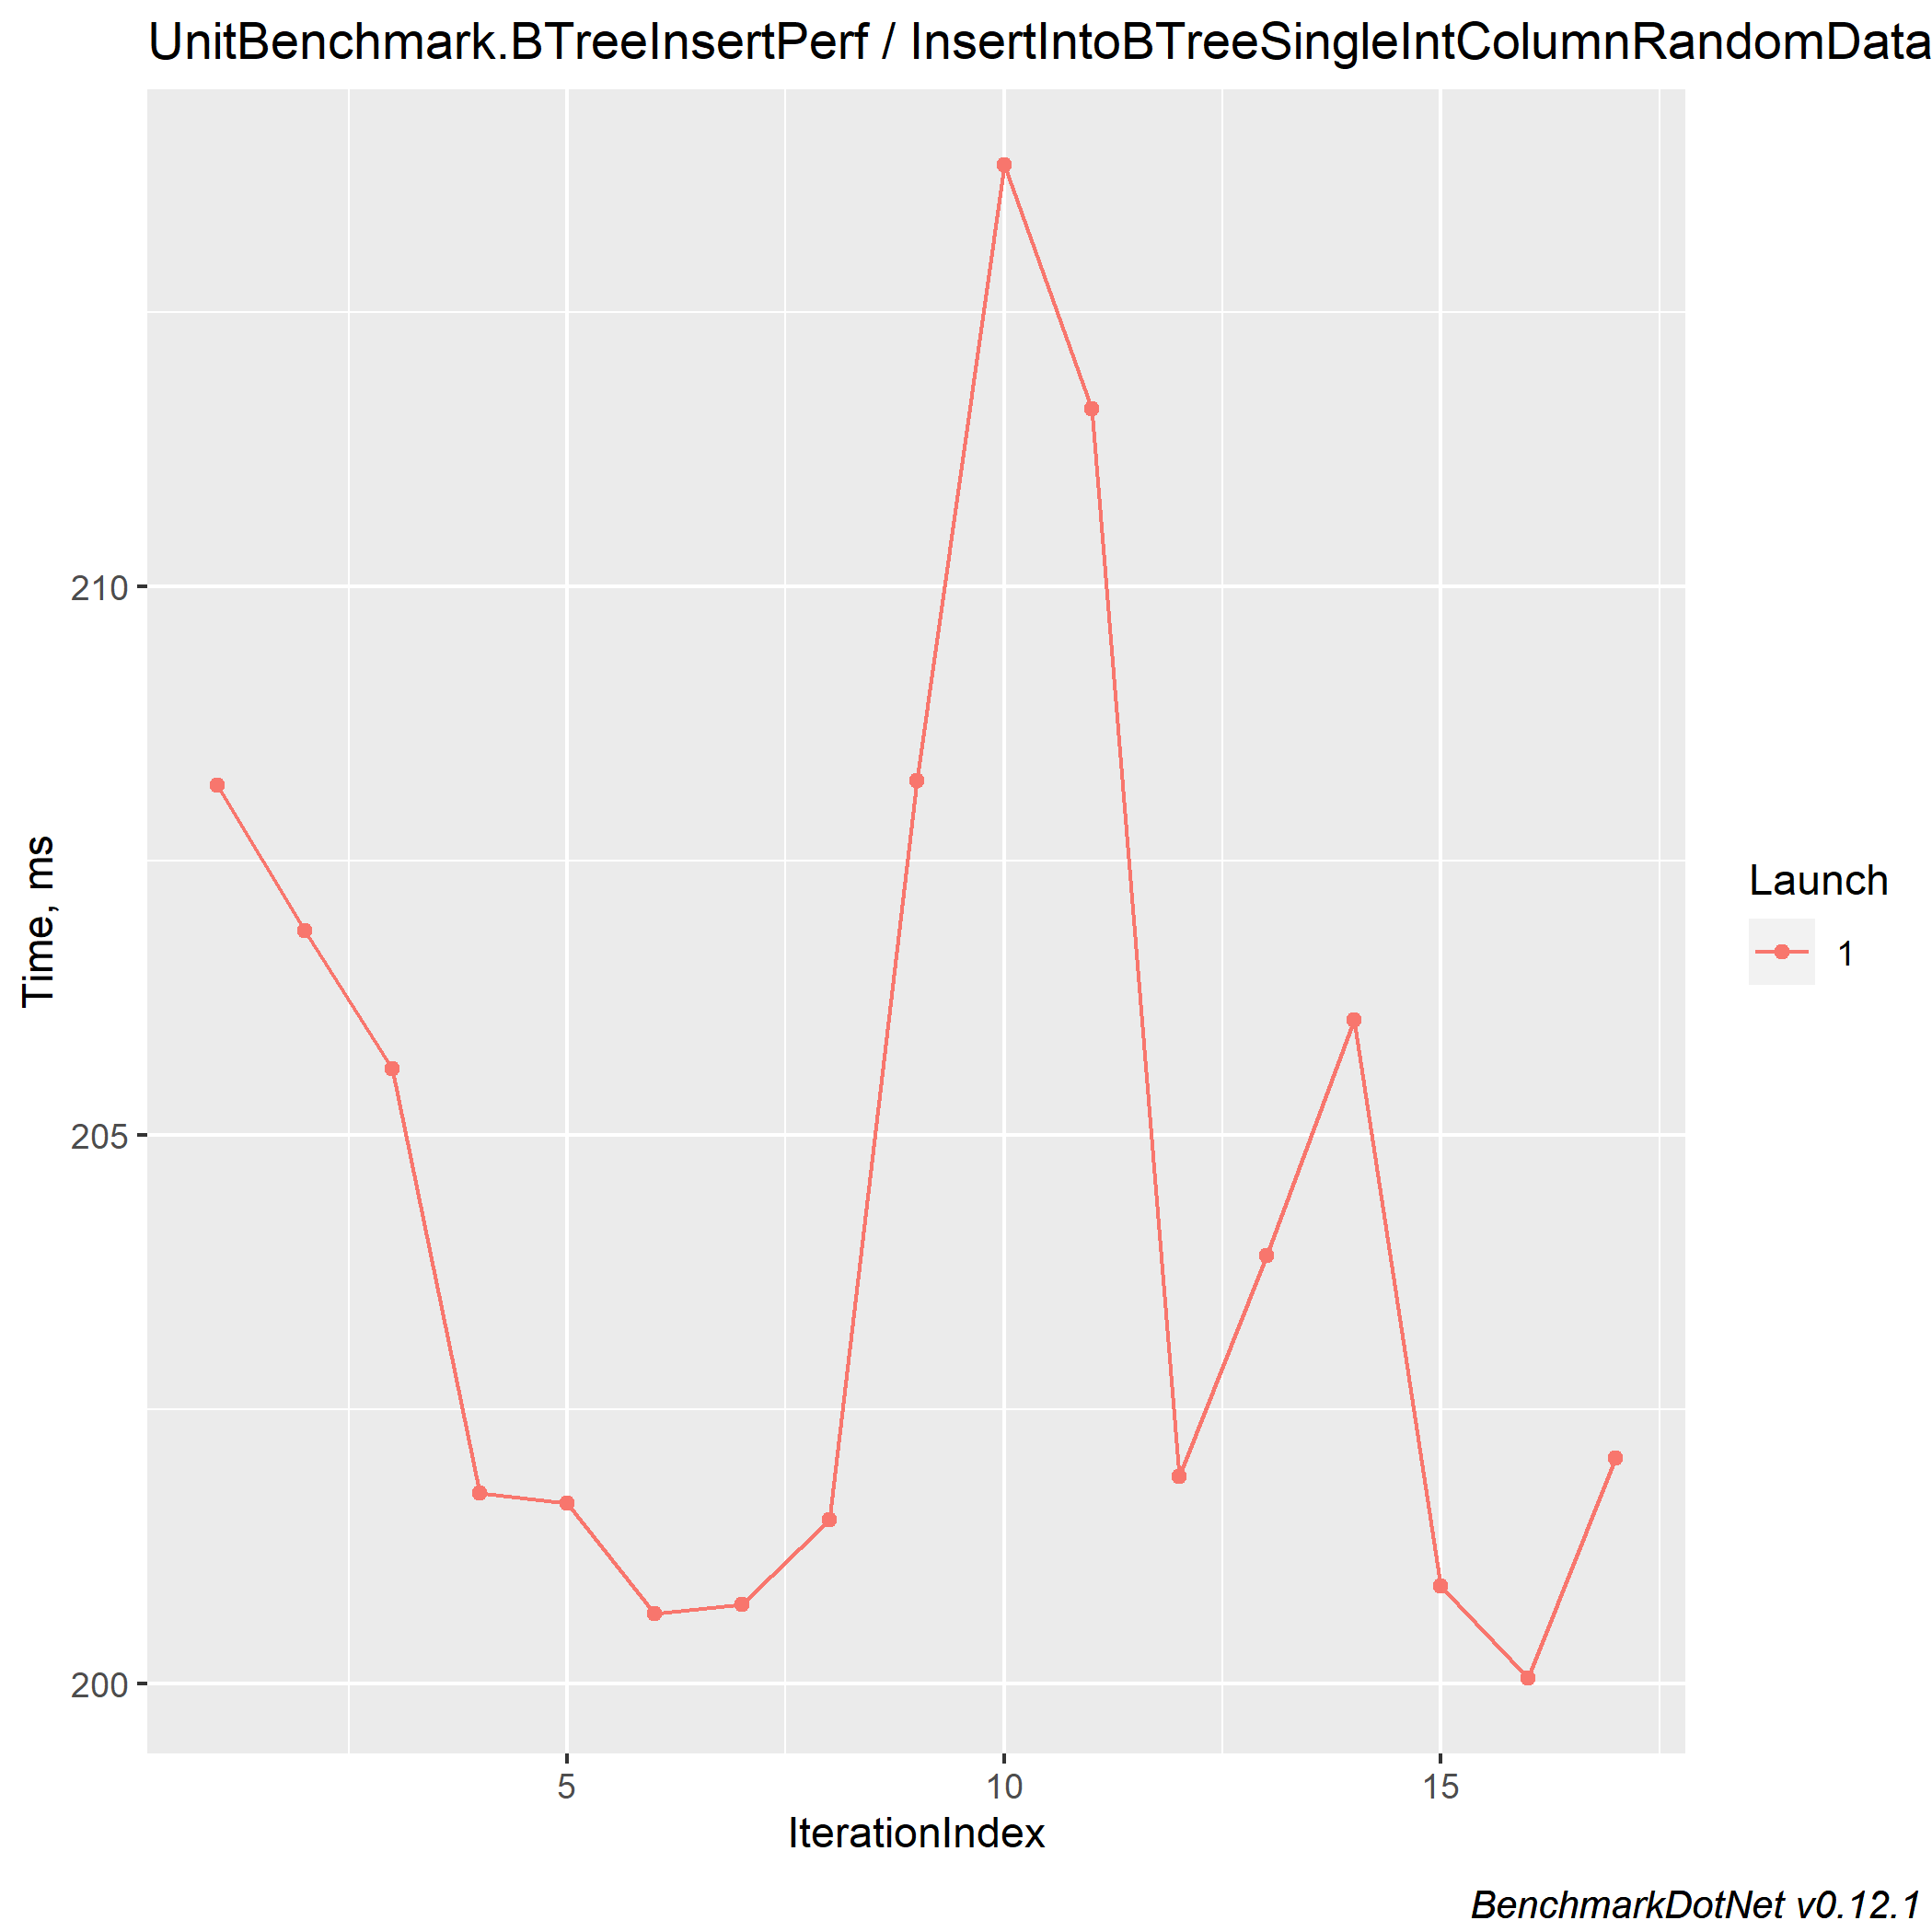 UnitBenchmark.BTreeInsertPerf / InsertIntoBTreeSingleIntColumnRandomData
Time, ms
210
205
200
5
10
15
IterationIndex
Launch
1
BenchmarkDotNet v0.12.1